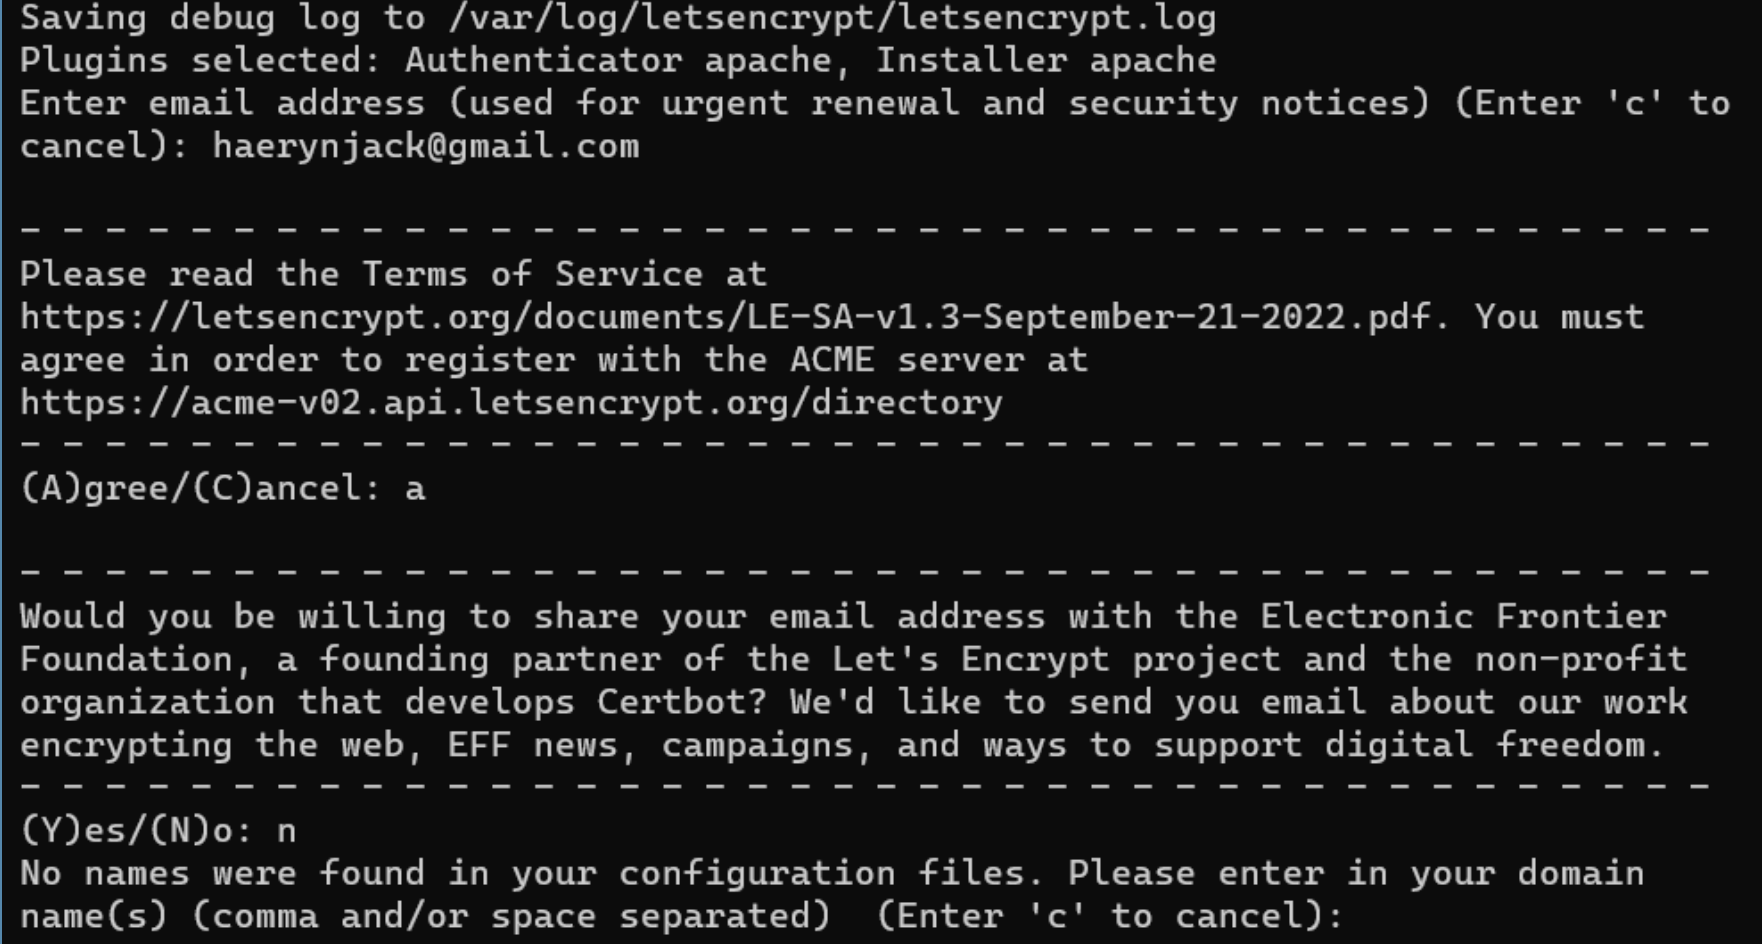 Saving debug log to /var/log/letsencrypt/letsencrypt.log
Plugins selected: Authenticator apache, Installer apache
Enter email address (used for urgent renewal and security notices) (Enter 'c' to
cancel): haerynjack@gmail.com
- - - - - - - - - - - - - - - - - - - - - - - - - - - - - - - - - - - - - - - -
Please read the Terms of Service at
https://letsencrypt.org/documents/LE-SA-v1.3-September-21-2022.pdf. You must
agree in order to register with the ACME server at
https://acme-v02.api.letsencrypt.org/directory
- - - - - - - - - - - - - - - - - - - - - - - - - - - - - - - - - - - - - - - -
(A)gree/(C)ancel: a
- - - - - - - - - - - - - - - - - - - - - - - - - - - - - - - - - - - - - - - -
Would you be willing to share your email address with the Electronic Frontier
Foundation, a founding partner of the Let's Encrypt project and the non-profit
organization that develops Certbot? We'd like to send you email about our work
encrypting the web, EFF news, campaigns, and ways to support digital freedom.
- - - - - - - - - - - - - - - - - - - - - - - - - - - - - - - - - - - - - - - -
(Y)es/(N)o: n
No names were found in your configuration files. Please enter in your domain
name(s) (comma and/or space separated)  (Enter 'c' to cancel):